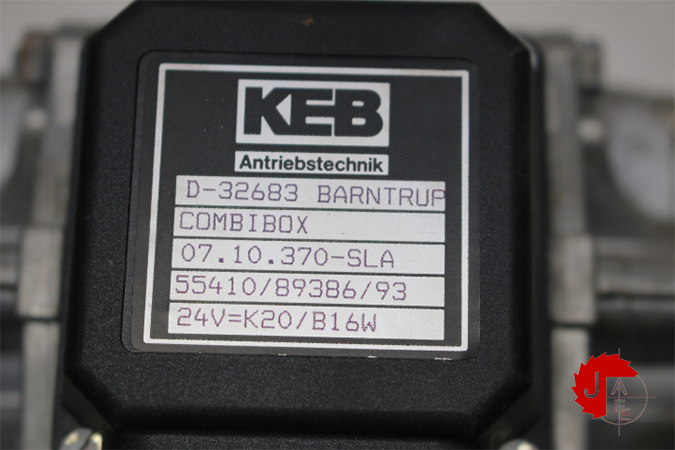 KEB
Antriebstechnik
D-32683 BARNTRUP
COMBIBOX
07.10.370-SLA
55410/89386/93
24V=K20/B16W